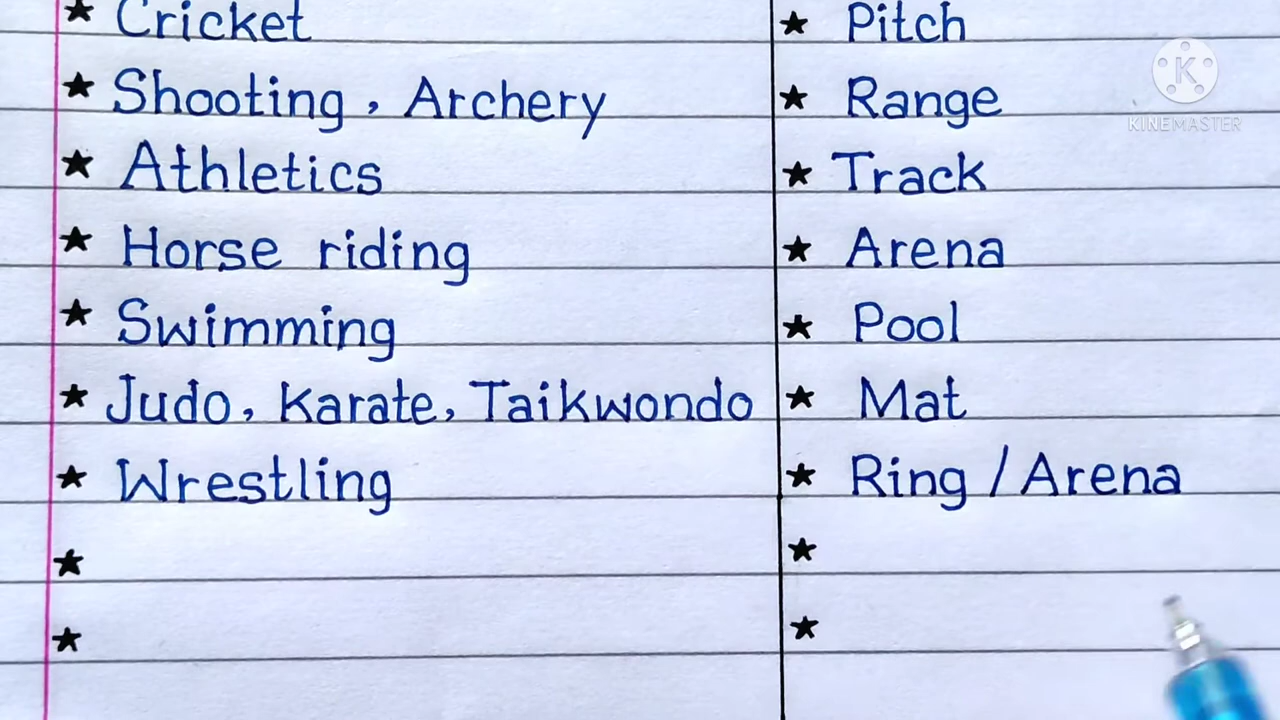 ★ Cricket ★ Pitch
★ Shooting, Archery ★ Range
★ Athletics ★ Track
★ Horse riding ★ Arena
★ Swimming ★ Pool
★ Judo, Karate, Taikwondo ★ Mat
★ Wrestling ★ Ring / Arena
★ ★
★ ★
K
KINEMASTER